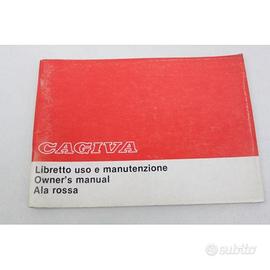 CAGIVA
Libretto uso e manutenzione
Owner's manual
Ala rossa
subito